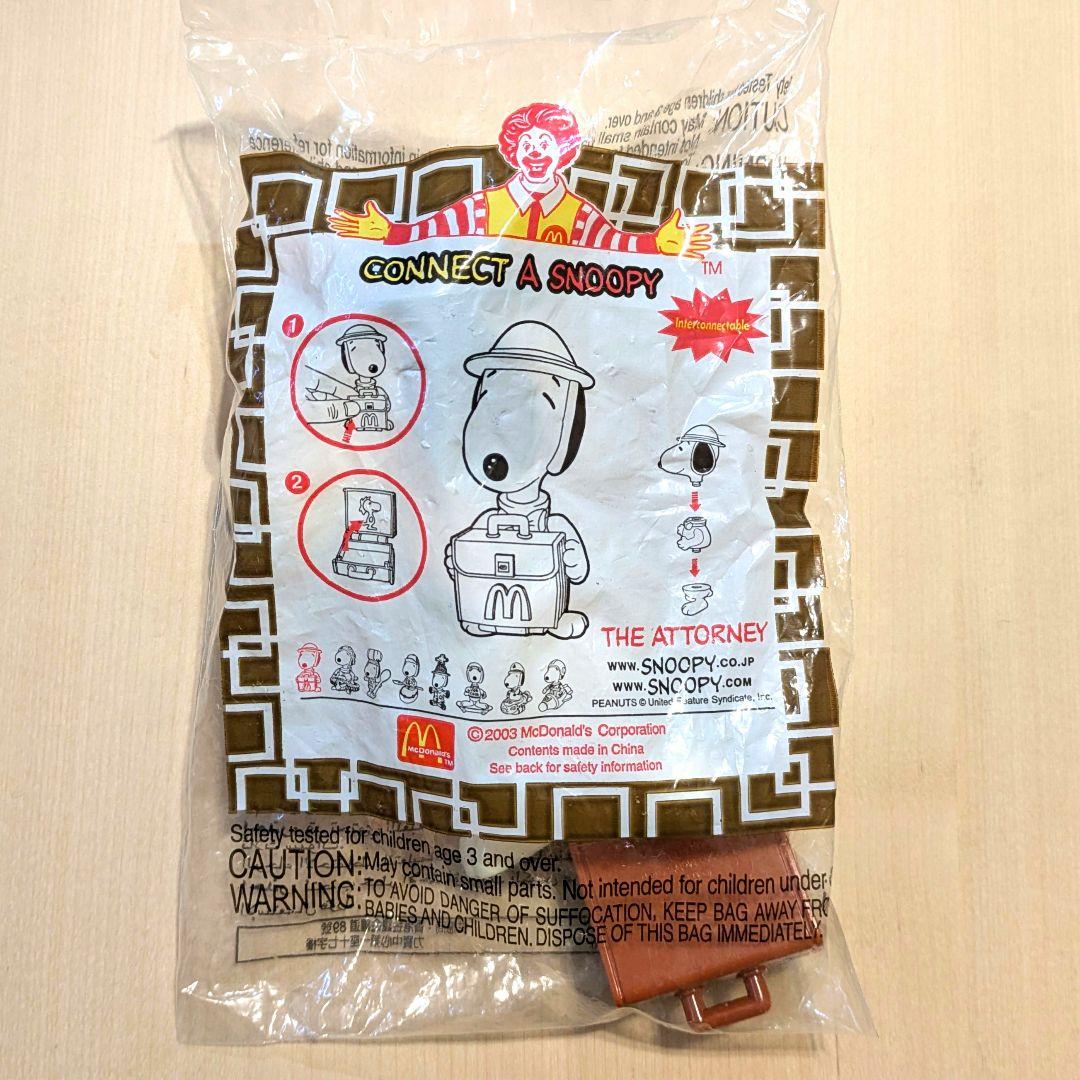 CONNECT A SNOOPY TM
Interconnectable
1
2
THE ATTORNEY
WWW.SNOOPY.CO.JP
WWW.SNOOPY.COM
PEANUTS © United Feature Syndicate, Inc.
McDonald's TM
© 2003 McDonald's Corporation
Contents made in China
See back for safety information
Safety tested for children age 3 and over.
CAUTION: May contain small parts. Not intended for children under
WARNING: TO AVOID DANGER OF SUFFOCATION, KEEP BAG AWAY FRO
BABIES AND CHILDREN. DISPOSE OF THIS BAG IMMEDIATELY.